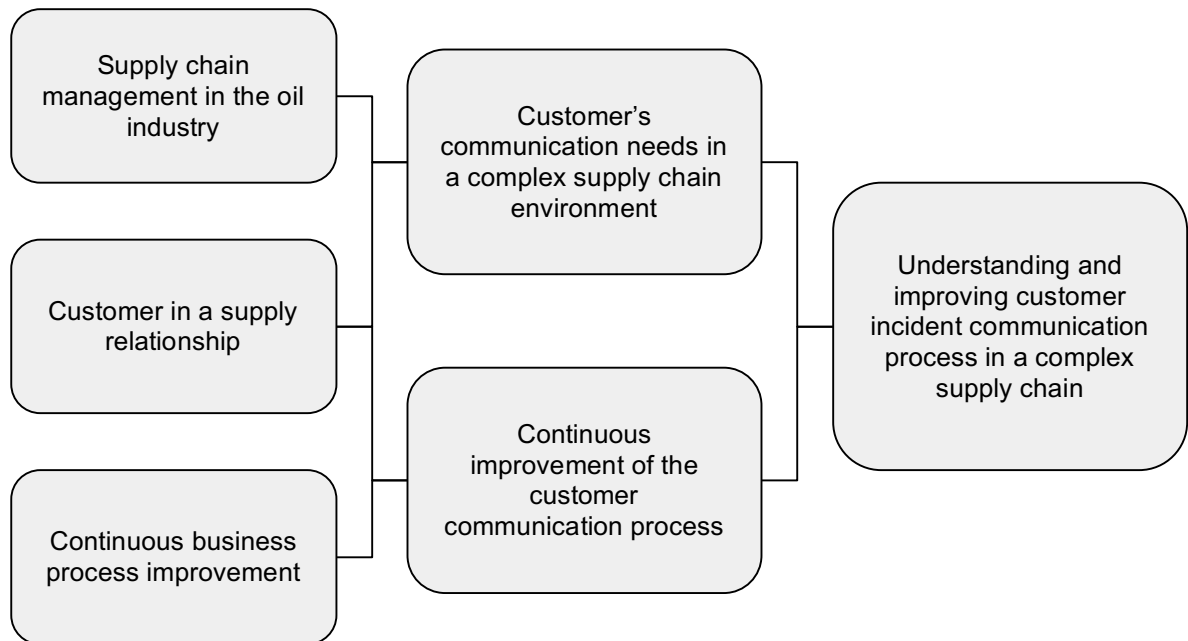 Supply chain
management in the oil
industry
Customer in a supply
relationship
Continuous business
process improvement
Customer’s
communication needs in
a complex supply chain
environment
Continuous
improvement of the
customer
communication process
Understanding and
improving customer
incident communication
process in a complex
supply chain